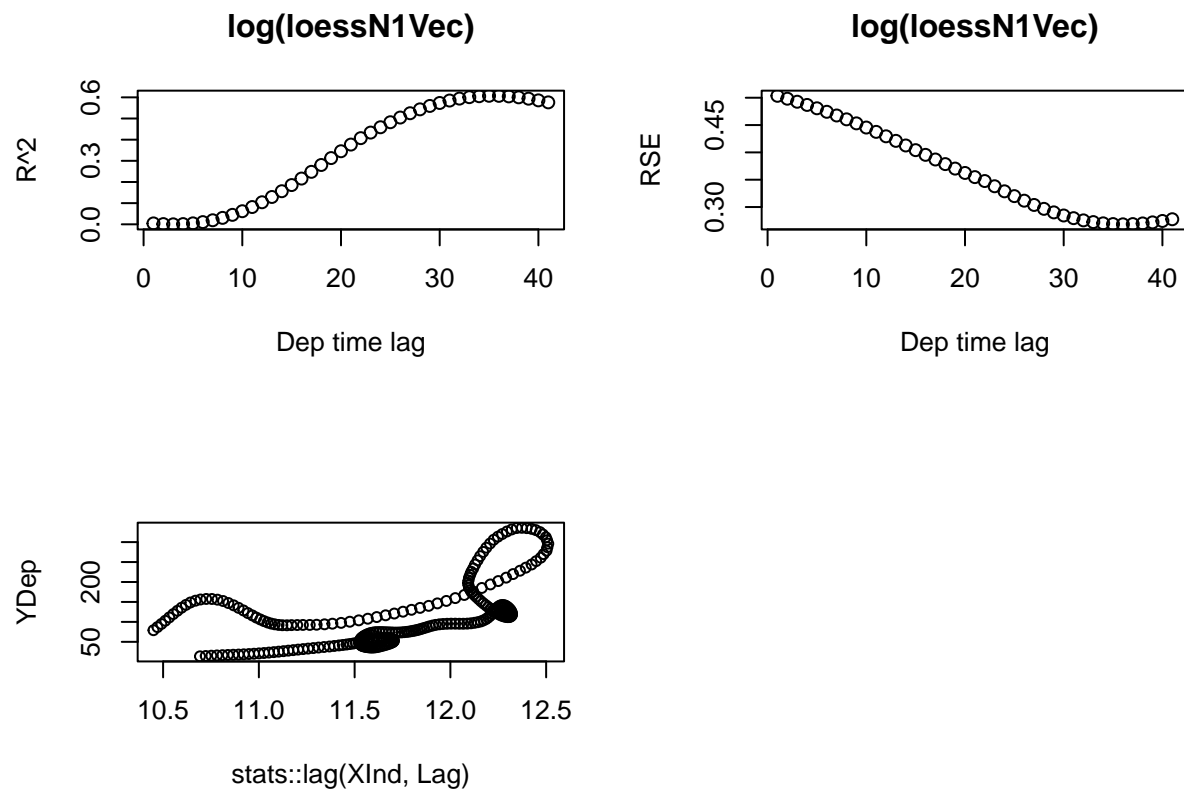 log(loessN1Vec)
R^2
0.0
0.3
0.6
0
10
20
30
40
Dep time lag
log(loessN1Vec)
RSE
0.30
0.45
0
10
20
30
40
Dep time lag
YDep
50
200
10.5
11.0
11.5
12.0
12.5
stats::lag(XInd, Lag)